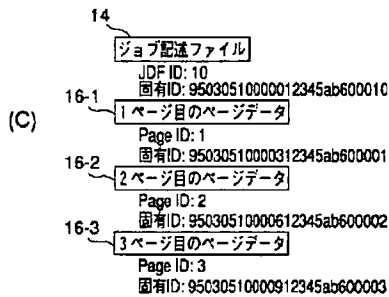 14
ジョブ記述ファイル
JDF ID: 10
固有ID: 95030510000012345ab600010
(C)
16-1
1ページ目のページデータ
Page ID: 1
固有ID: 95030510000312345ab600001
16-2
2ページ目のページデータ
Page ID: 2
固有ID: 95030510000612345ab600002
16-3
3ページ目のページデータ
Page ID: 3
固有ID: 95030510000912345ab600003